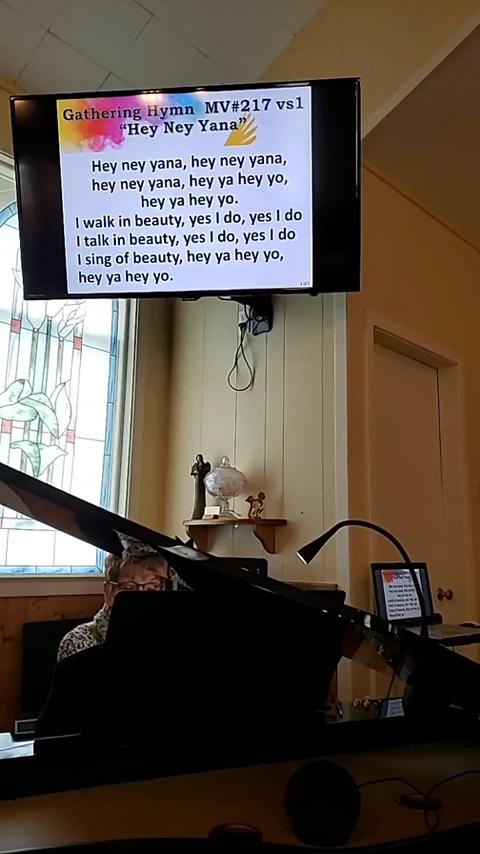 Gathering Hymn MV#217 vs1
"Hey Ney Yana"
Hey ney yana, hey ney yana,
hey ney yana, hey ya hey yo,
hey ya hey yo.
I walk in beauty, yes I do, yes I do
I talk in beauty, yes I do, yes I do
I sing of beauty, hey ya hey yo,
hey ya hey yo.